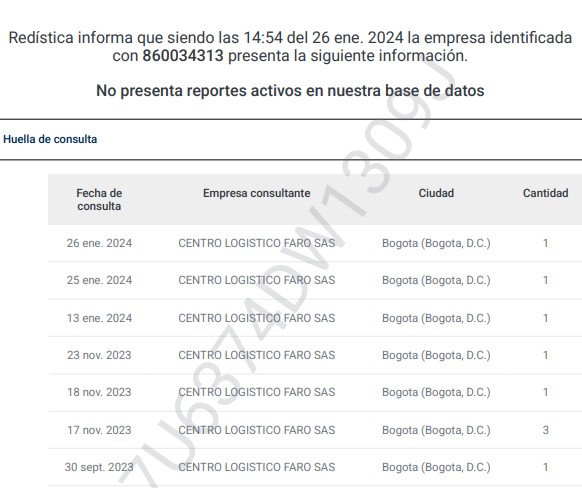 Redística informa que siendo las 14:54 del 26 ene. 2024 la empresa identificada
con 860034313 presenta la siguiente información.
No presenta reportes activos en nuestra base de datos
Huella de consulta
Fecha de consulta Empresa consultante Ciudad Cantidad
26 ene. 2024 CENTRO LOGISTICO FARO SAS Bogota (Bogota, D.C.) 1
25 ene. 2024 CENTRO LOGISTICO FARO SAS Bogota (Bogota, D.C.) 1
13 ene. 2024 CENTRO LOGISTICO FARO SAS Bogota (Bogota, D.C.) 1
23 nov. 2023 CENTRO LOGISTICO FARO SAS Bogota (Bogota, D.C.) 1
18 nov. 2023 CENTRO LOGISTICO FARO SAS Bogota (Bogota, D.C.) 1
17 nov. 2023 CENTRO LOGISTICO FARO SAS Bogota (Bogota, D.C.) 3
30 sept. 2023 CENTRO LOGISTICO FARO SAS Bogota (Bogota, D.C.) 1
7U6374DW1309J